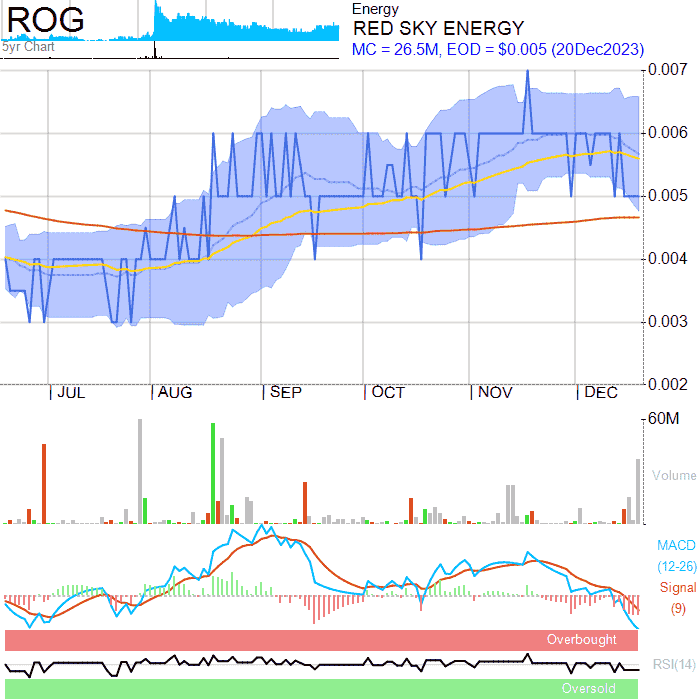 ROG
5yr Chart
Energy
RED SKY ENERGY
MC = 26.5M, EOD = $0.005 (20Dec2023)
0.007
0.006
0.005
0.004
0.003
0.002
JUL AUG SEP OCT NOV DEC
60M
Volume
MACD
(12-26)
Signal
(9)
Overbought
RSI(14)
Oversold